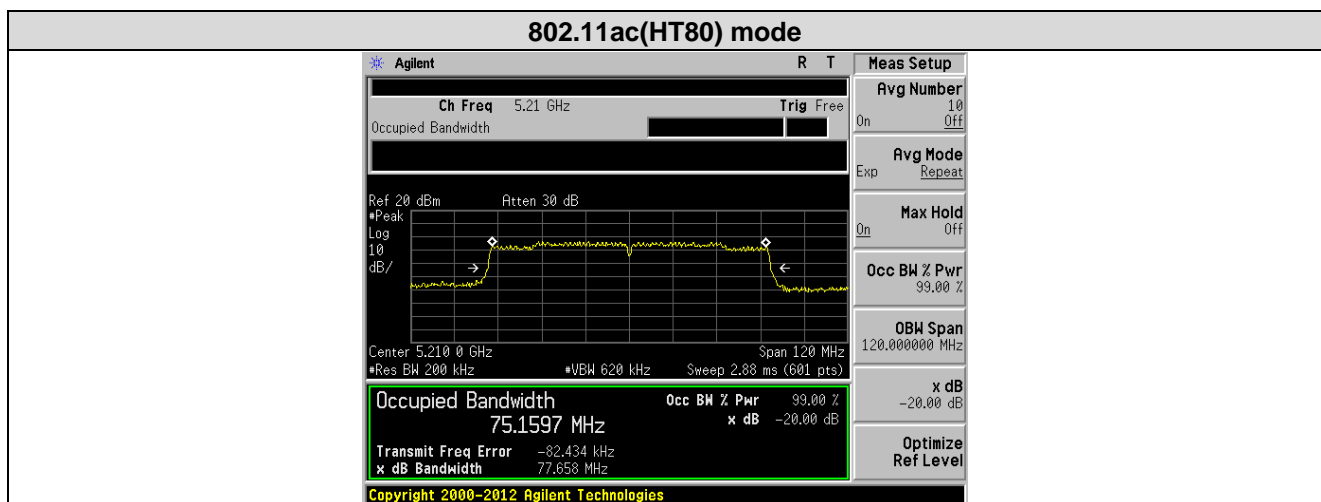 802.11ac(HT80) mode
Agilent R T
Ch Freq 5.21 GHz Trig Free
Occupied Bandwidth
Ref 20 dBm Atten 30 dB
#Peak
Log
10
dB/
Center 5.210 0 GHz Span 120 MHz
#Res BW 200 kHz #VBW 620 kHz Sweep 2.88 ms (601 pts)
Occupied Bandwidth Occ BW % Pwr 99.00 %
75.1597 MHz x dB -20.00 dB
Transmit Freq Error -82.434 kHz
x dB Bandwidth 77.658 MHz
Copyright 2000-2012 Agilent Technologies
Meas Setup
Avg Number
10
On Off
Avg Mode
Exp Repeat
Max Hold
On Off
Occ BW % Pwr
99.00 %
OBW Span
120.000000 MHz
x dB
-20.00 dB
Optimize
Ref Level